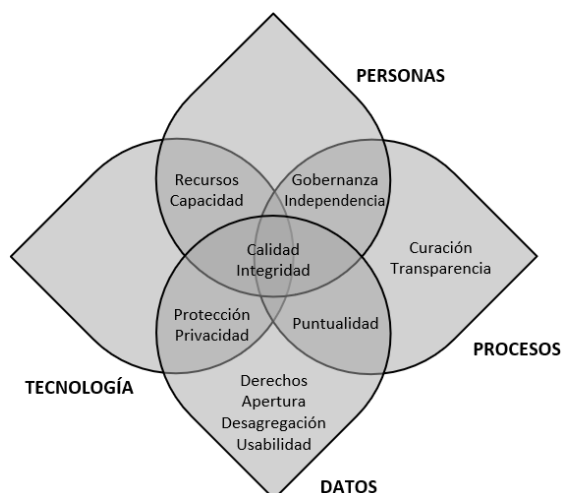 PERSONAS
Recursos
Capacidad
Gobernanza
Independencia
Calidad
Integridad
Curación
Transparencia
Protección
Privacidad
Puntualidad
PROCESOS
TECNOLOGÍA
Derechos
Apertura
Desagregación
Usabilidad
DATOS